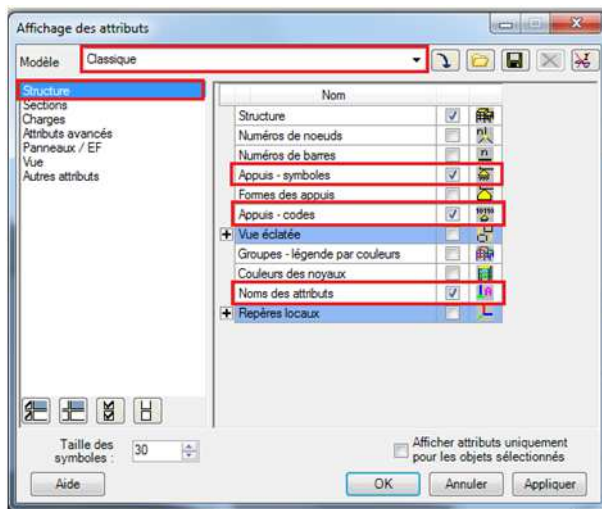 Affichage des attributs
Modèle Classique
Structure
Sections
Charges
Attributs avancés
Panneaux / EF
Vue
Autres attributs
Nom
Structure
Numéros de noeuds
Numéros de barres
Appuis - symboles
Formes des appuis
Appuis - codes
Vue éclatée
Groupes - légende par couleurs
Couleurs des noyaux
Noms des attributs
Repères locaux
Taille des
symboles :
30
Afficher attributs uniquement
pour les objets sélectionnés
Aide OK Annuler Appliquer